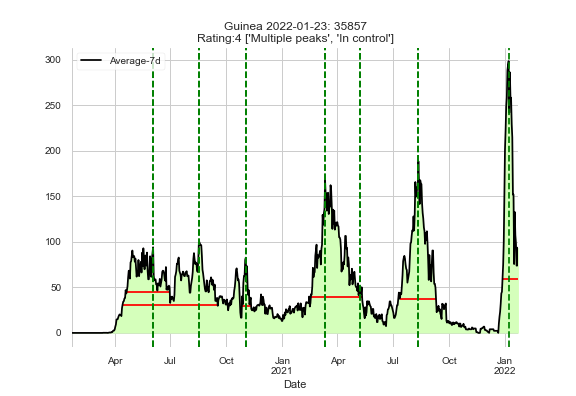 Guinea 2022-01-23: 35857
Rating:4 ['Multiple peaks', 'In control']
Average-7d
300
250
200
150
100
50
0
Apr Jul Oct Jan Apr Jul Oct Jan
2021 2022
Date